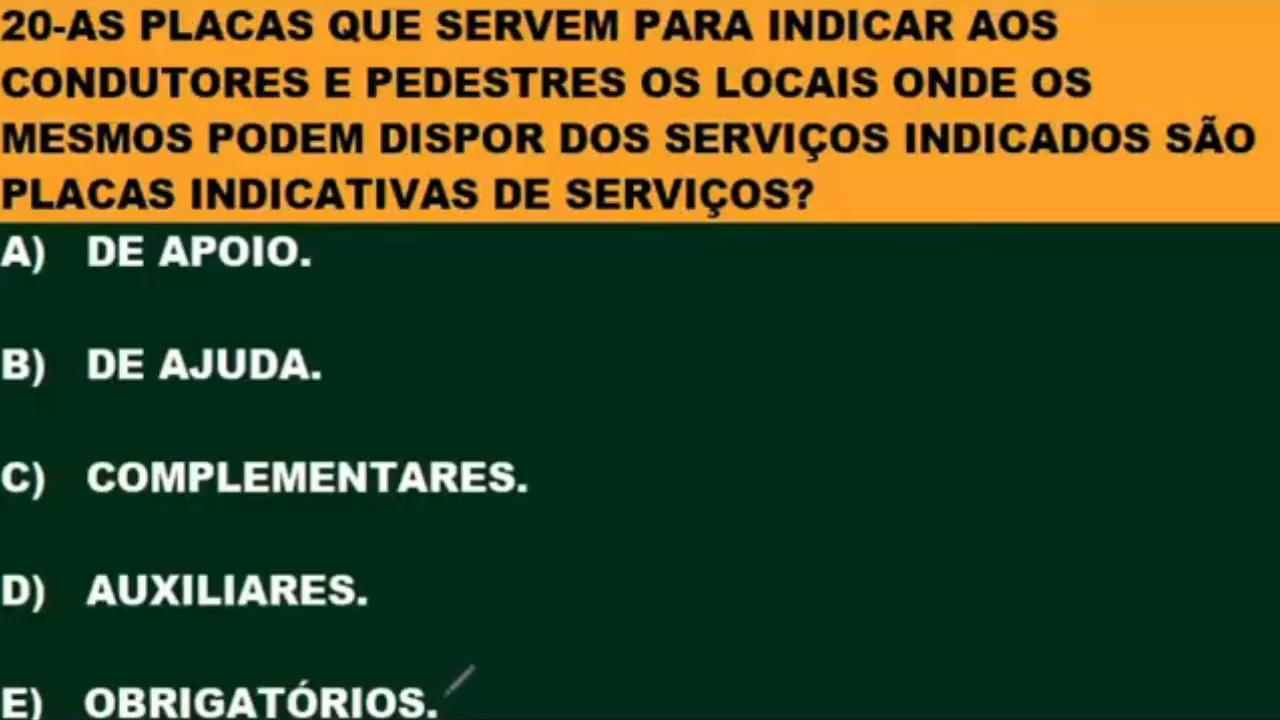 20-AS PLACAS QUE SERVEM PARA INDICAR AOS
CONDUTORES E PEDESTRES OS LOCAIS ONDE OS
MESMOS PODEM DISPOR DOS SERVIÇOS INDICADOS SÃO
PLACAS INDICATIVAS DE SERVIÇOS?
A) DE APOIO.
B) DE AJUDA.
C) COMPLEMENTARES.
D) AUXILIARES.
E) OBRIGATÓRIOS.